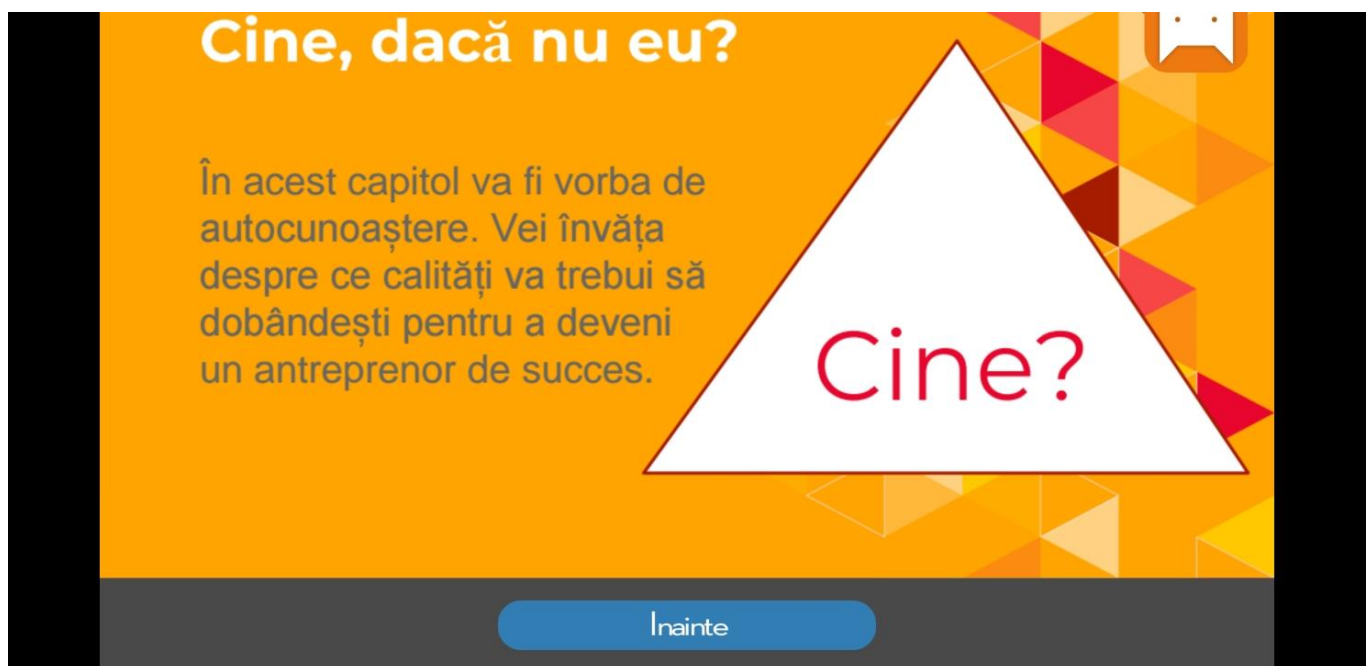 Cine, dacă nu eu?
În acest capitol va fi vorba de
autocunoaștere. Vei învăța
despre ce calități va trebui să
dobândești pentru a deveni
un antreprenor de succes.
Cine?
Inainte